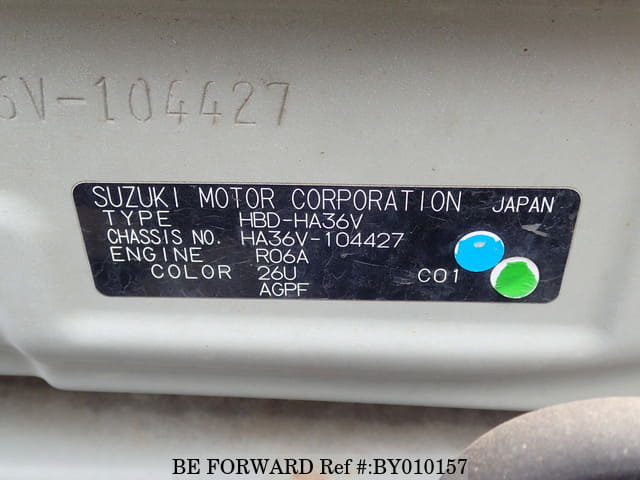 6V-104427
SUZUKI MOTOR CORPORATION JAPAN
TYPE HBD-HA36V
CHASSIS NO. HA36V-104427
ENGINE R06A
COLOR 26U C01
AGPF
BE FORWARD Ref #:BY010157